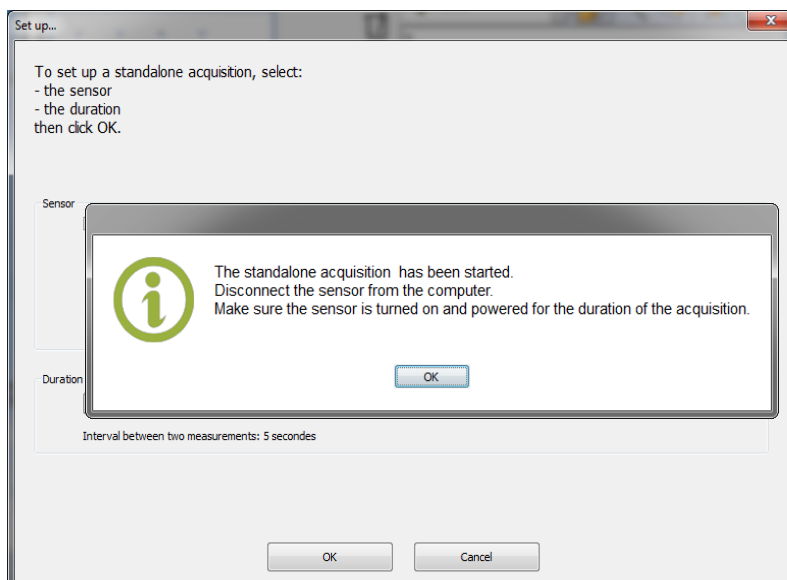 Set up...
To set up a standalone acquisition, select:
- the sensor
- the duration
then click OK.
Sensor
The standalone acquisition has been started.
Disconnect the sensor from the computer.
Make sure the sensor is turned on and powered for the duration of the acquisition.
OK
Duration
Interval between two measurements: 5 secondes
OK
Cancel